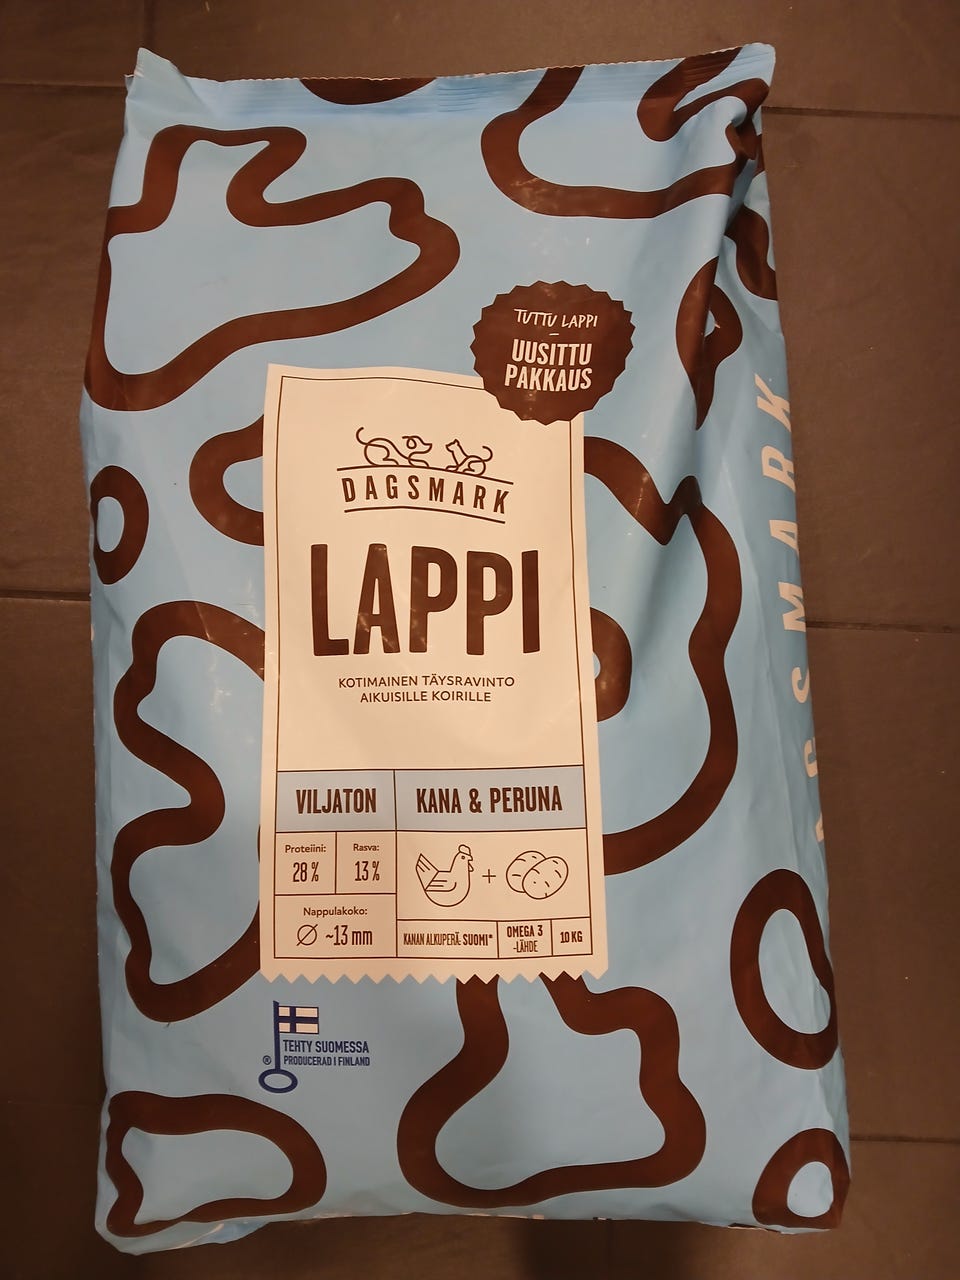 TUTTU LAPPI
–
UUSITTU
PAKKAUS
DAGSMARK
LAPPI
KOTIMAINEN TÄYSRAVINTO
AIKUISILLE KOIRILLE
VILJATON
KANA & PERUNA
Proteiini:
28 %
Rasva:
13 %
+
Nappulakoko:
Ø ~13 mm
KANAN ALKUPERÄ: SUOMI*
OMEGA 3
-LÄHDE
10 KG
® TEHTY SUOMESSA
PRODUCERAD I FINLAND
DAGSMARK